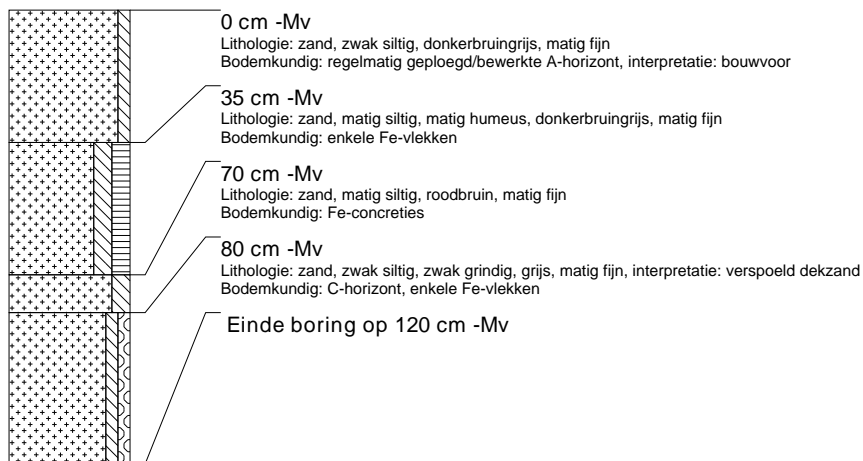 0 cm -Mv
Lithologie: zand, zwak siltig, donkerbruingrijs, matig fijn
Bodemkundig: regelmatig geploegd/bewerkte A-horizont, interpretatie: bouwvoor
35 cm -Mv
Lithologie: zand, matig siltig, matig humeus, donkerbruingrijs, matig fijn
Bodemkundig: enkele Fe-vlekken
70 cm -Mv
Lithologie: zand, matig siltig, roodbruin, matig fijn
Bodemkundig: Fe-concreties
80 cm -Mv
Lithologie: zand, zwak siltig, zwak grindig, grijs, matig fijn, interpretatie: verspoeld dekzand
Bodemkundig: C-horizont, enkele Fe-vlekken
Einde boring op 120 cm -Mv